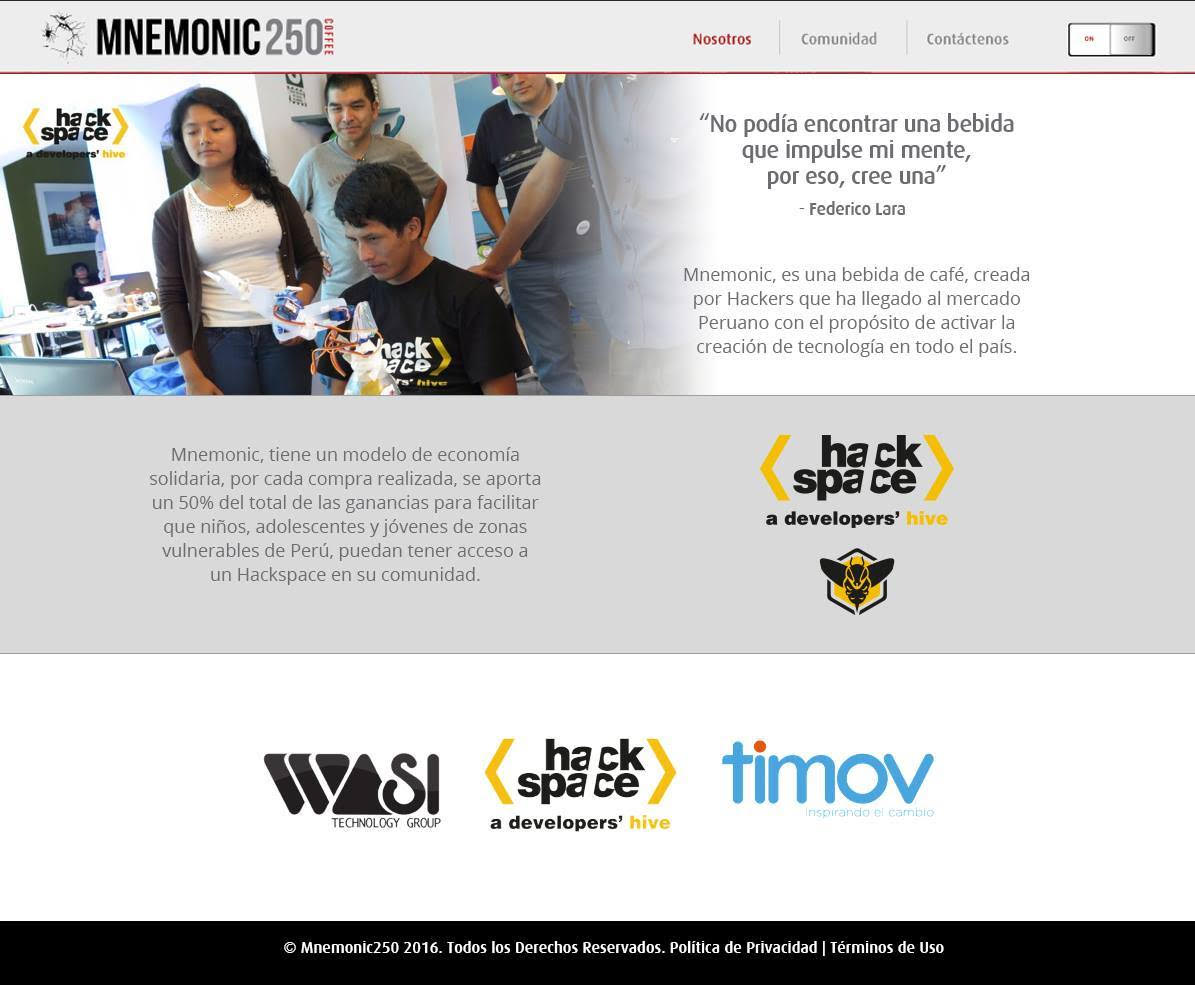 MNEMONIC 250 COFFEE
Nosotros
Comunidad
Contáctenos
ON
OFF
hack
space
a developers' hive
hack
space
developers' hive
“No podía encontrar una bebida
que impulse mi mente,
por eso, cree una”
- Federico Lara
Mnemonic, es una bebida de café, creada
por Hackers que ha llegado al mercado
Peruano con el propósito de activar la
creación de tecnología en todo el país.
Mnemonic, tiene un modelo de economía
solidaria, por cada compra realizada, se aporta
un 50% del total de las ganancias para facilitar
que niños, adolescentes y jóvenes de zonas
vulnerables de Perú, puedan tener acceso a
un Hackspace en su comunidad.
hack
space
a developers' hive
WASI
TECHNOLOGY GROUP
hack
space
a developers' hive
timov
inspirando el cambio
© Mnemonic250 2016. Todos los Derechos Reservados. Política de Privacidad | Términos de Uso